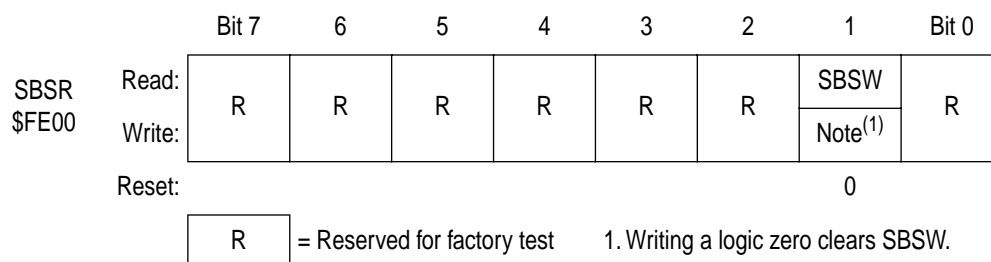 Bit 7 6 5 4 3 2 1 Bit 0
SBSR
$FE00
Read:
Write:
R R R R R R SBSW R
Note(1)
Reset: 0
R = Reserved for factory test 1. Writing a logic zero clears SBSW.